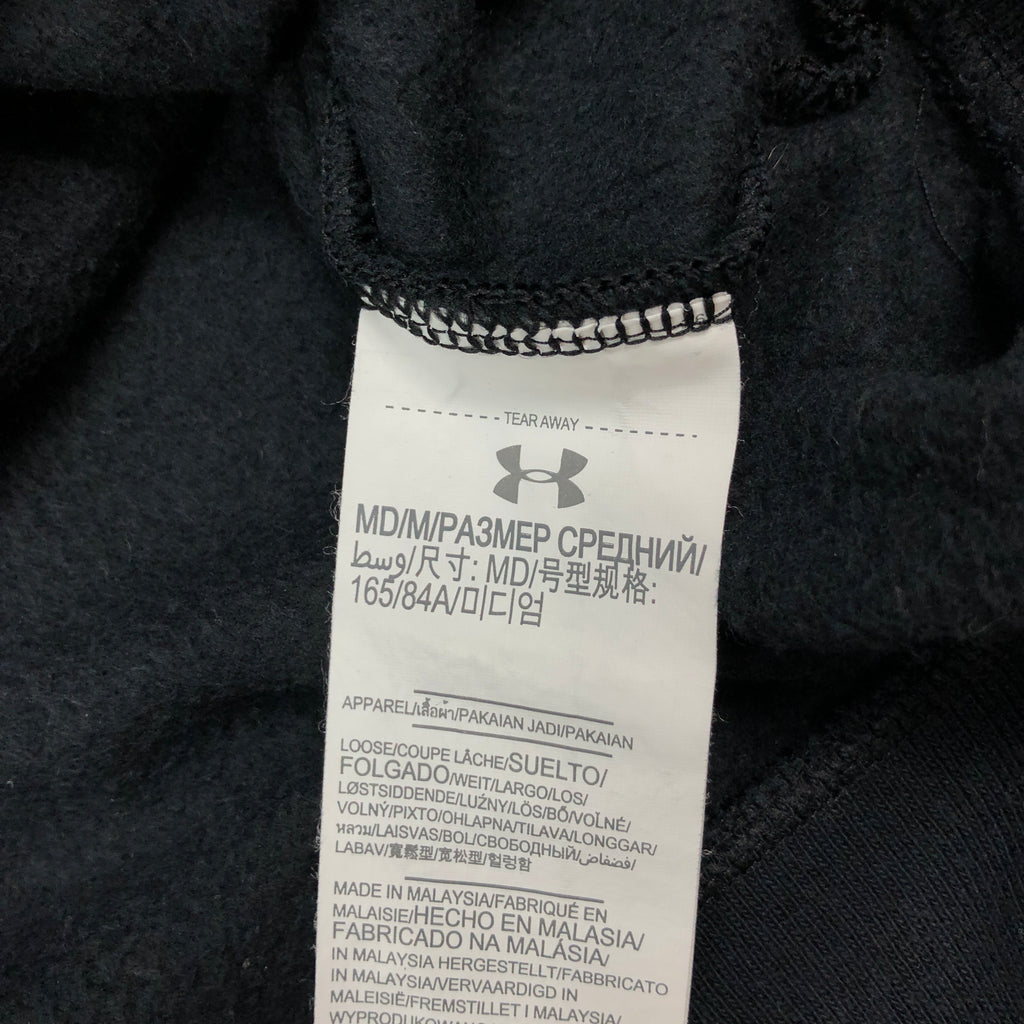 TEAR AWAY
MD/M/РАЗМЕР СРЕДНИЙ/
وسط/尺寸: MD/号型规格:
165/84A/미디엄
APPAREL/เสื้อผ้า/PAKAIAN JADI/PAKAIAN
LOOSE/COUPE LÂCHE/SUELTO/
FOLGADO/WEIT/LARGO/LOS/
LØSTSIDDENDE/LUŹNY/LÖS/BŐ/VOĽNÉ/
VOLNÝ/PIXTO/OHLAPNA/TILAVA/LONGGAR/
หลวม/LAISVAS/BOL/СВОБОДНЫЙ/فضفاض/
LABAV/寬鬆型/宽松型/헐렁함
MADE IN MALAYSIA/FABRIQUÉ EN
MALAISIE/HECHO EN MALASIA/
FABRICADO NA MALÁSIA/
IN MALAYSIA HERGESTELLT/FABBRICATO
IN MALAYSIA/VERVAARDIGD IN
MALEISIË/FREMSTILLET I MALAYSIA/